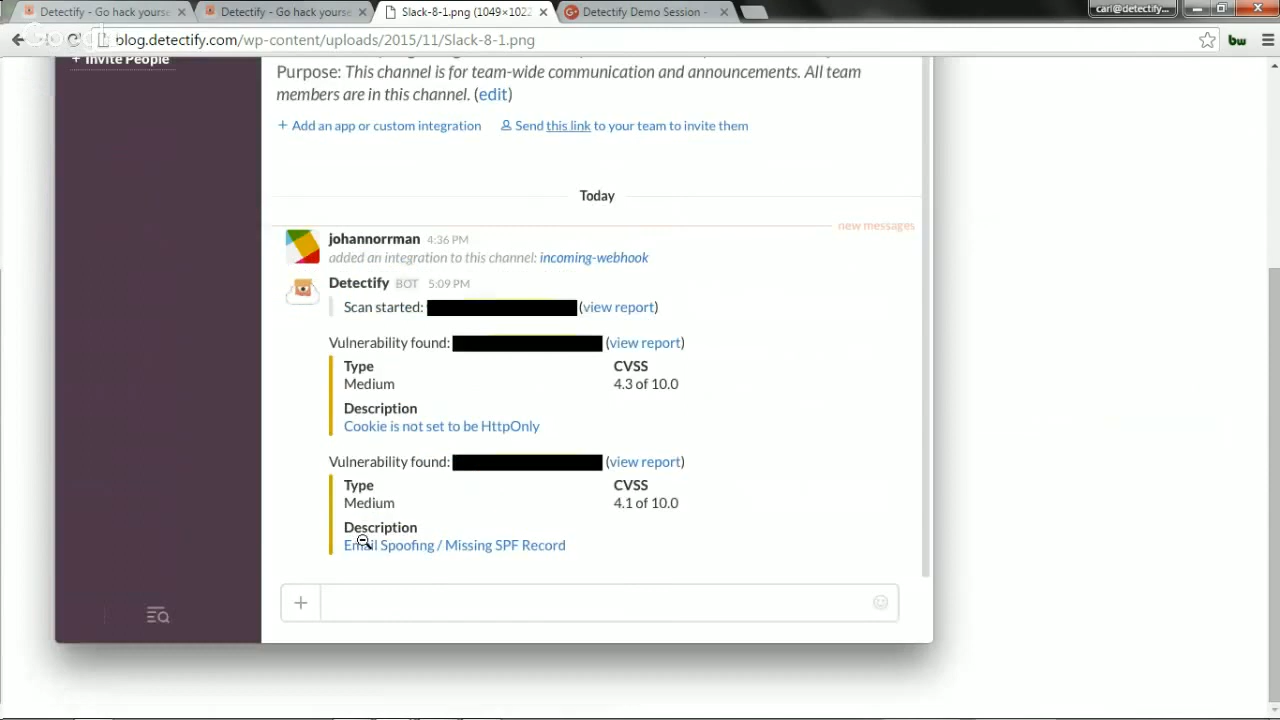 Detectify - Go hack yourse
Detectify - Go hack yourse
Slack-8-1.png (1049×1022
Detectify Demo Session -
carl@detectify...
blog.detectify.com/wp-content/uploads/2015/11/Slack-8-1.png
bw
+ Invite People
Purpose: This channel is for team-wide communication and announcements. All team
members are in this channel. (edit)
+ Add an app or custom integration
Send this link to your team to invite them
Today
new messages
johannorrman 4:36 PM
added an integration to this channel: incoming-webhook
Detectify BOT 5:09 PM
Scan started: (view report)
Vulnerability found: (view report)
Type CVSS
Medium 4.3 of 10.0
Description
Cookie is not set to be HttpOnly
Vulnerability found: (view report)
Type CVSS
Medium 4.1 of 10.0
Description
Email Spoofing / Missing SPF Record